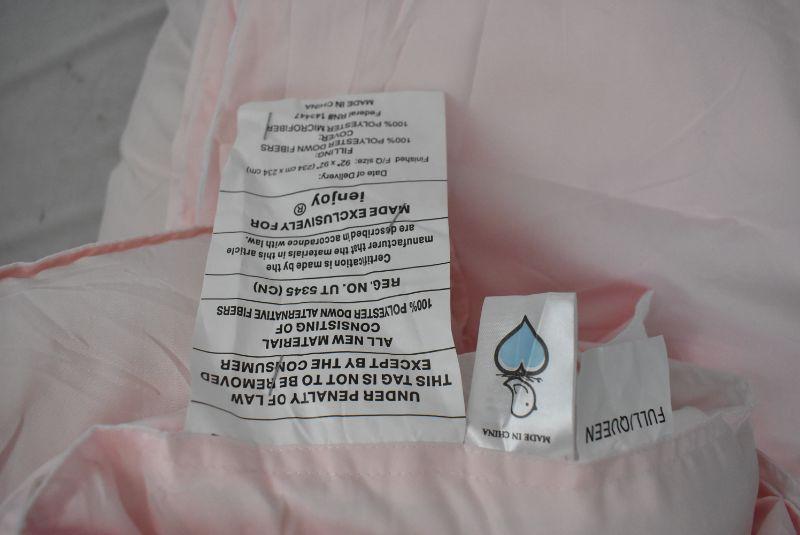 UNDER PENALTY OF LAW
THIS TAG IS NOT TO BE REMOVED
EXCEPT BY THE CONSUMER
ALL NEW MATERIAL
CONSISTING OF
100% POLYESTER DOWN ALTERNATIVE FIBERS
REG. NO. UT 5345 (CN)
Certification is made by the
manufacturer that the materials in this article
are described in accoradnce with law.
MADE EXCLUSIVELY FOR
ienjoy ®
Date of Delivery:
Finished F/Q size: 92" x 92" (234 cm x 234 cm)
FILLING:
100% POLYESTER DOWN FIBERS
COVER:
100% POLYESTER MICROFIBER
Federal RN# 143447
MADE IN CHINA
MADE IN CHINA
FULL/QUEEN